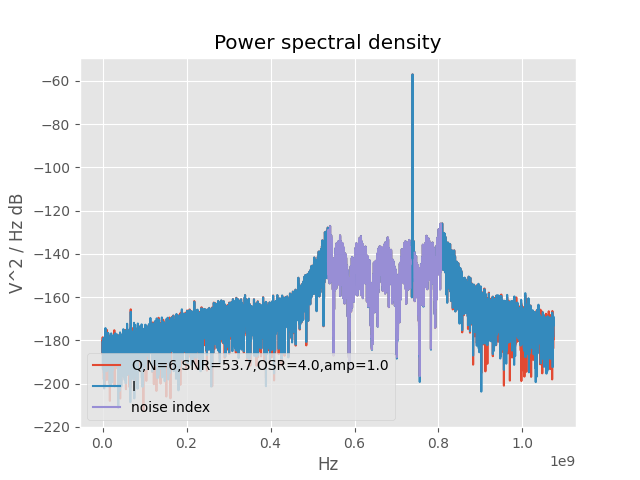 Power spectral density
V^2 / Hz dB
−60
−80
−100
−120
−140
−160
−180
−200
−220
Q,N=6,SNR=53.7,OSR=4.0,amp=1.0
I
noise index
0.0 0.2 0.4 0.6 0.8 1.0
1e9
Hz